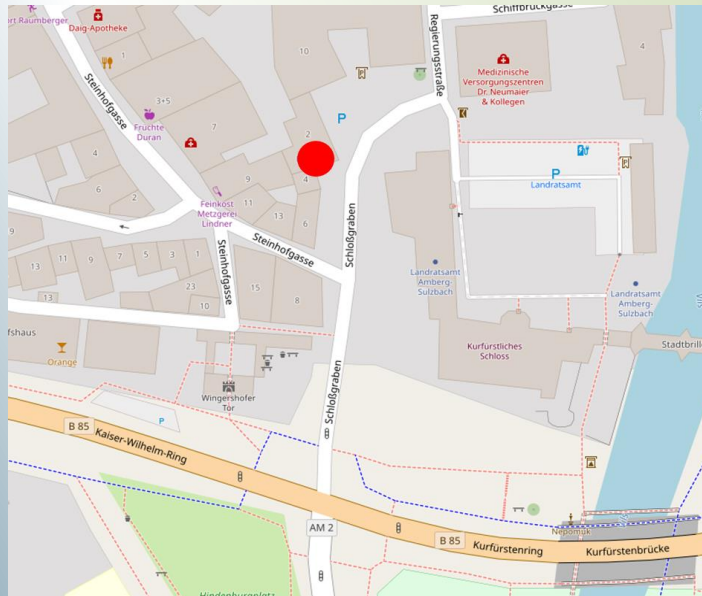 ort Raumberger
Daig-Apotheke
1
10
Schiffbrückgasse
Regierungsstraße
4
Steinhofgasse
3+5
Früchte
Duran
7
2
P
Medizinische
Versorgungszentren
Dr. Neumaier
& Kollegen
4
6
2
9
11
13
4
6
Feinkost
Metzgerei
Lindner
Steinhofgasse
Steinhofgasse
Schloßgraben
P
Landratsamt
Landratsamt
Amberg-
Sulzbach
Landratsamt
Amberg-
Sulzbach
9
13
11
9
7
5
3
1
23
10
15
8
13
fshaus
Orange
Wingershofer
Tor
Schloßgraben
Kurfürstliches
Schloss
Stadtbrille
P
B 85
Kaiser-Wilhelm-Ring
AM 2
B 85
Kurfürstenring
Nepomuk
Kurfürstenbrücke
Hindenburgplatz